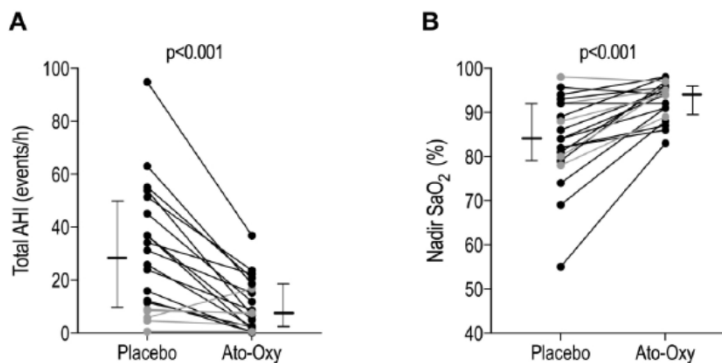 A
p<0.001
Total AHI (events/h)
100
80
60
40
20
0
Placebo
Ato-Oxy
B
p<0.001
Nadir SaO₂ (%)
100
90
80
70
60
50
40
Placebo
Ato-Oxy